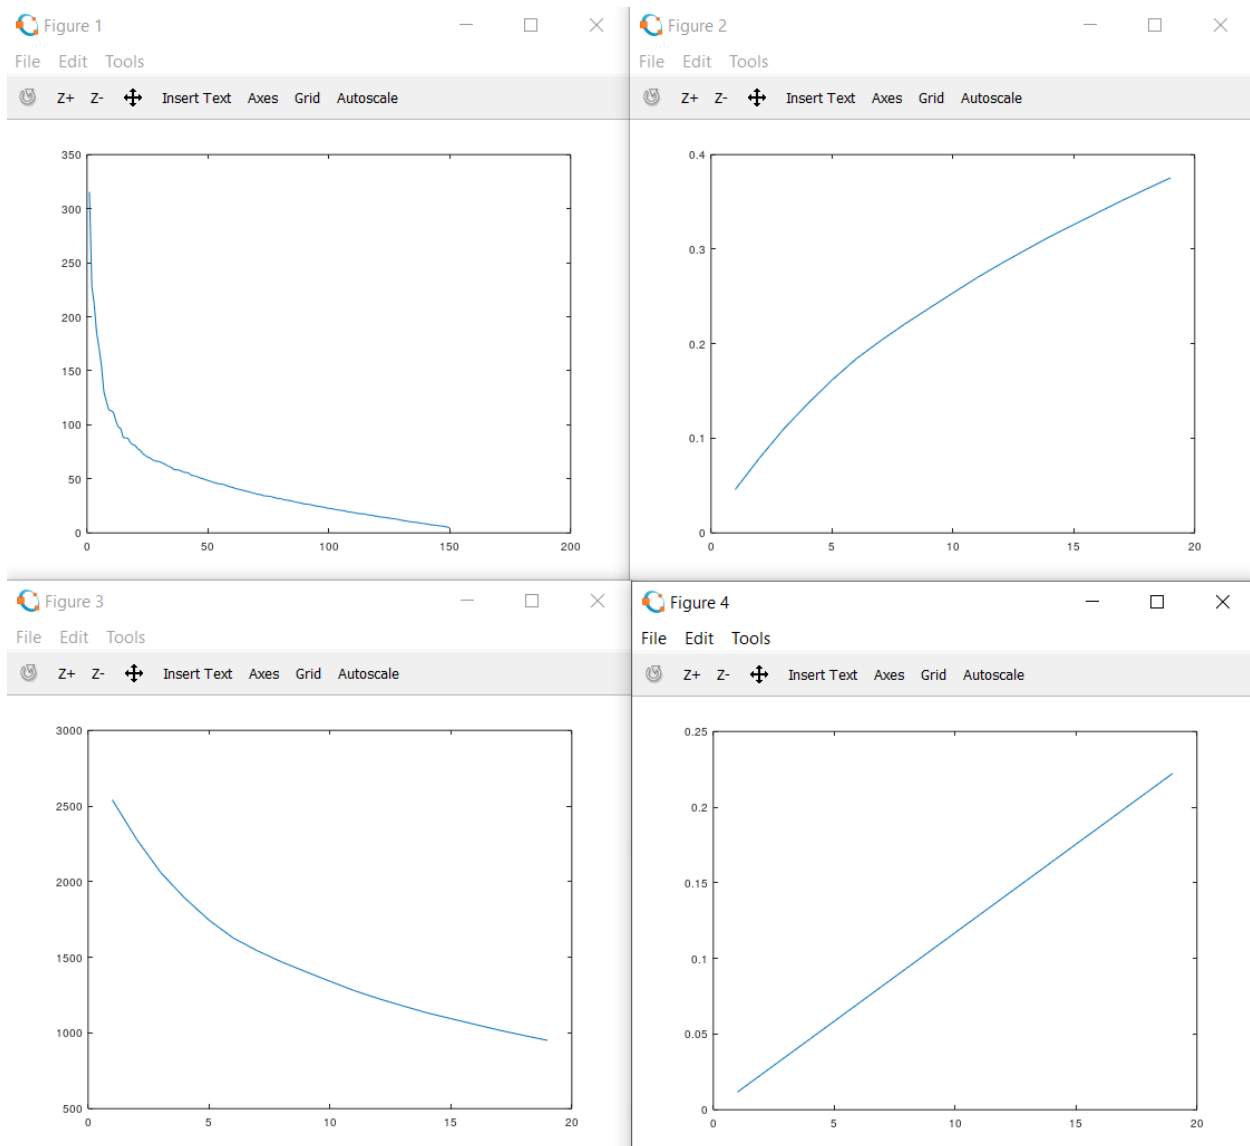 Figure 1
File Edit Tools
Z+ Z- Insert Text Axes Grid Autoscale
350
300
250
200
150
100
50
0
0 50 100 150 200
Figure 2
File Edit Tools
Z+ Z- Insert Text Axes Grid Autoscale
0.4
0.3
0.2
0.1
0
0 5 10 15 20
Figure 3
File Edit Tools
Z+ Z- Insert Text Axes Grid Autoscale
3000
2500
2000
1500
1000
500
0 5 10 15 20
Figure 4
File Edit Tools
Z+ Z- Insert Text Axes Grid Autoscale
0.25
0.2
0.15
0.1
0.05
0
0 5 10 15 20